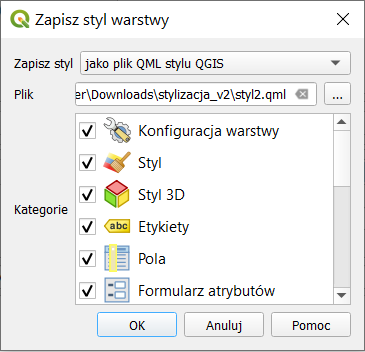 Zapisz styl warstwy
Zapisz styl jako plik QML stylu QGIS
Plik er\Downloads\stylizacja_v2\styl2.qml ...
Kategorie
Konfiguracja warstwy
Styl
Styl 3D
abc Etykiety
Pola
Formularz atrybutów
OK Anuluj Pomoc